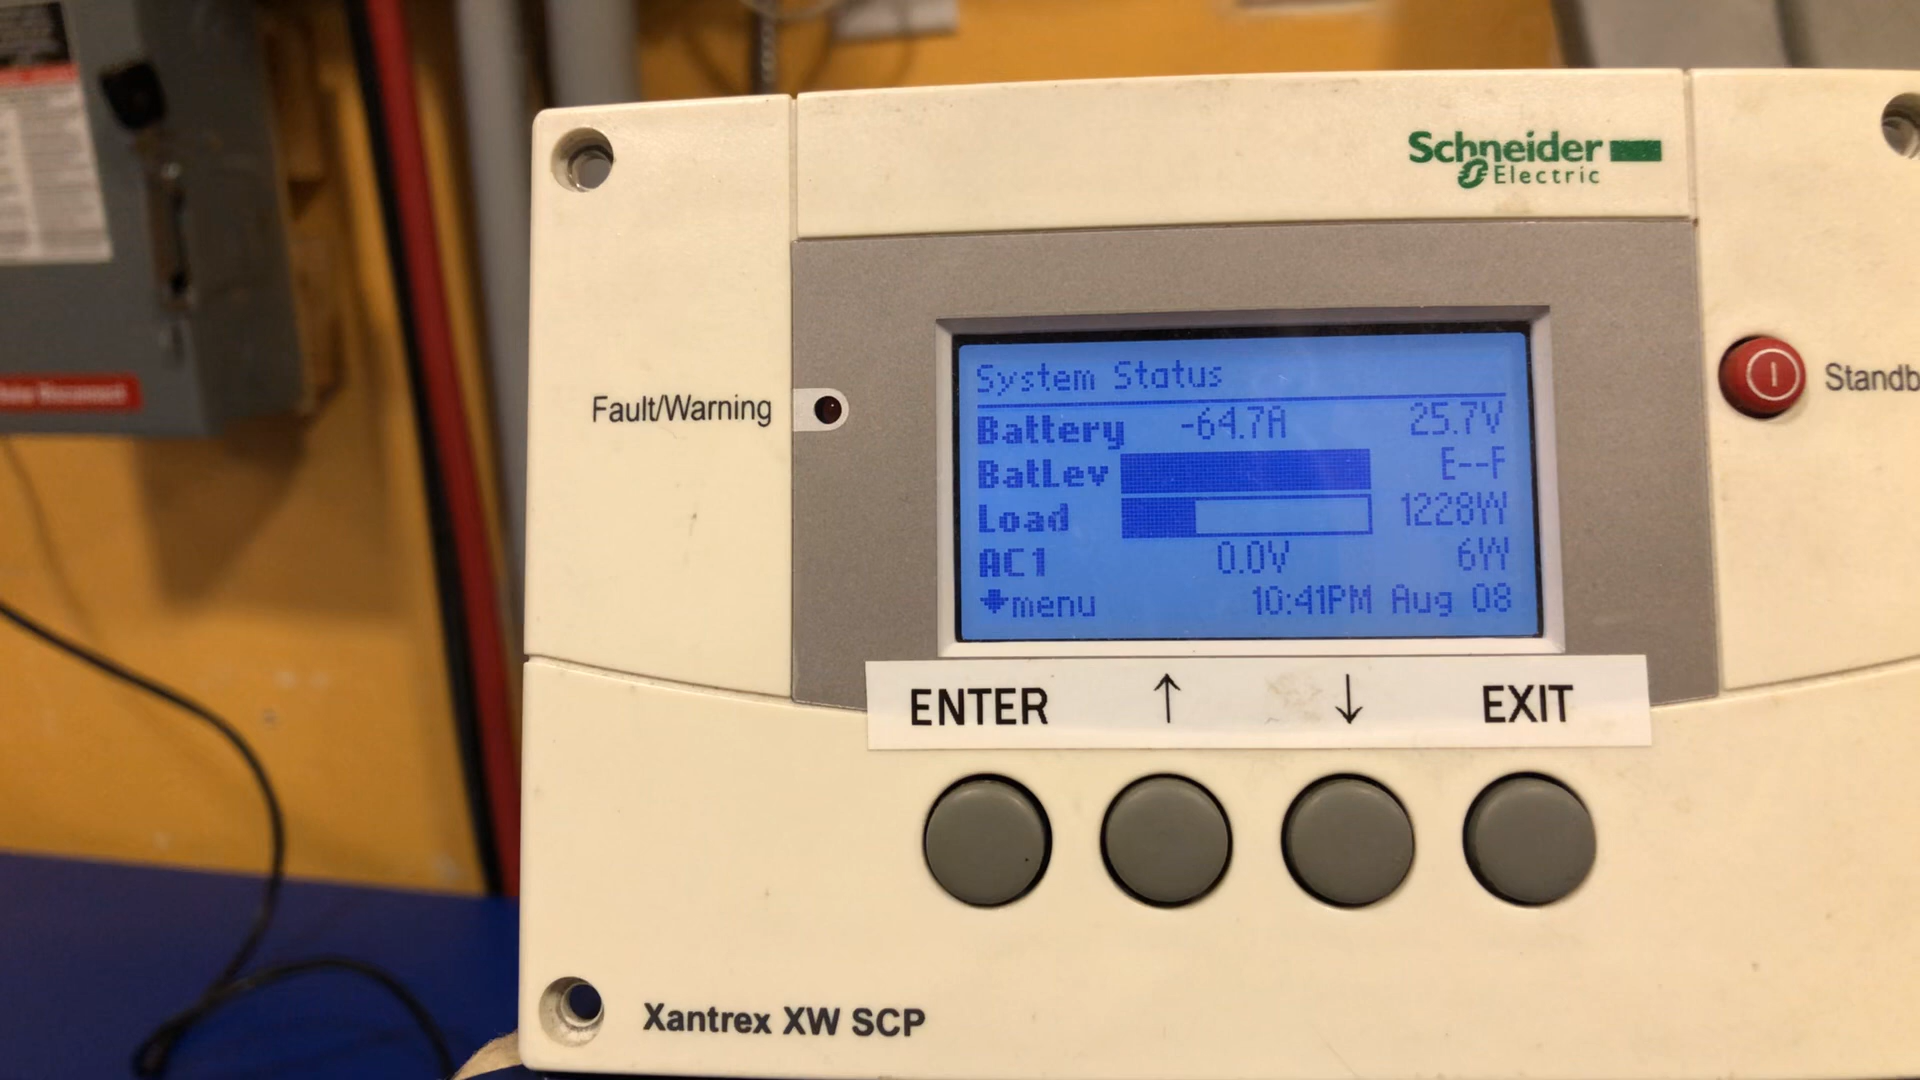 Schneider
Electric
Fault/Warning
Standb
System Status
Battery -64.7A 25.7V
BatLev E--F
Load 1228W
AC1 0.0V 6W
↓menu 10:41PM Aug 08
ENTER ↑ ↓ EXIT
Xantrex XW SCP